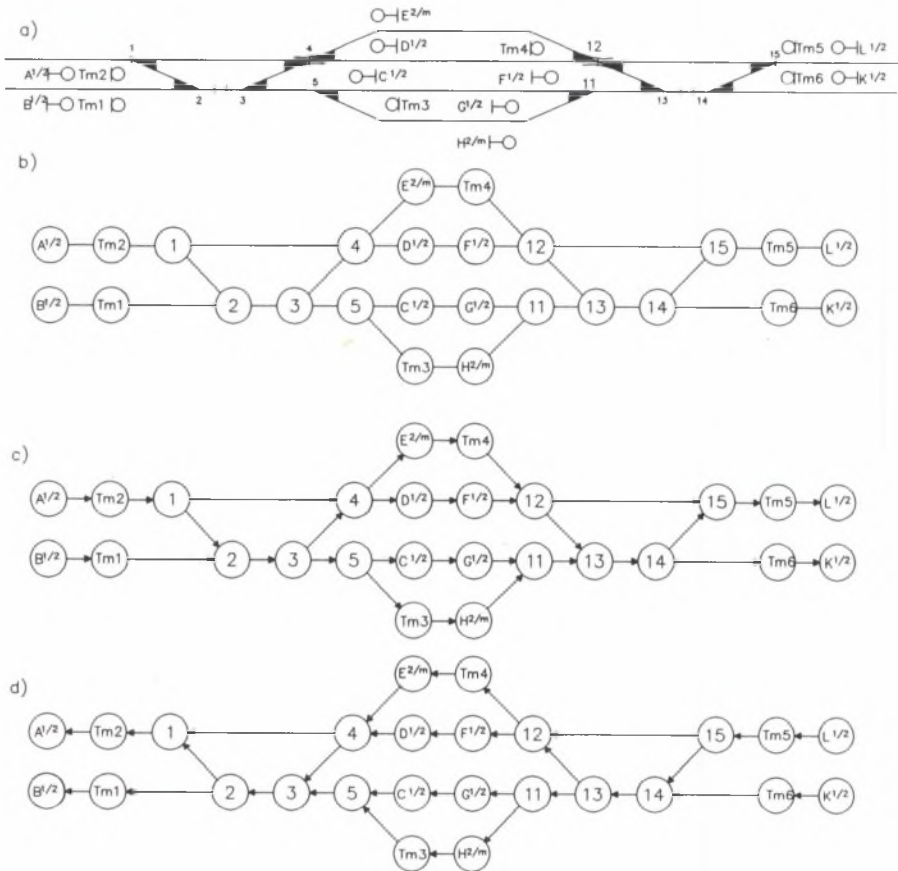 a)
E²/ᵐ
1 4 D¹/² Tm4 12 15 Tm5 L¹/²
A¹/² Tm2 5 C¹/² F¹/² 11 Tm6 K¹/²
2 3 13 14
B¹/² Tm1 Tm3 G¹/²
H²/ᵐ
b)
E²/ᵐ Tm4
A¹/² Tm2 1 4 D¹/² F¹/² 12 15 Tm5 L¹/²
B¹/² Tm1 2 3 5 C¹/² G¹/² 11 13 14 Tm6 K¹/²
Tm3 H²/ᵐ
c)
E²/ᵐ Tm4
A¹/² Tm2 1 4 D¹/² F¹/² 12 15 Tm5 L¹/²
B¹/² Tm1 2 3 5 C¹/² G¹/² 11 13 14 Tm6 K¹/²
Tm3 H²/ᵐ
d)
E²/ᵐ Tm4
A¹/² Tm2 1 4 D¹/² F¹/² 12 15 Tm5 L¹/²
B¹/² Tm1 2 3 5 C¹/² G¹/² 11 13 14 Tm6 K¹/²
Tm3 H²/ᵐ